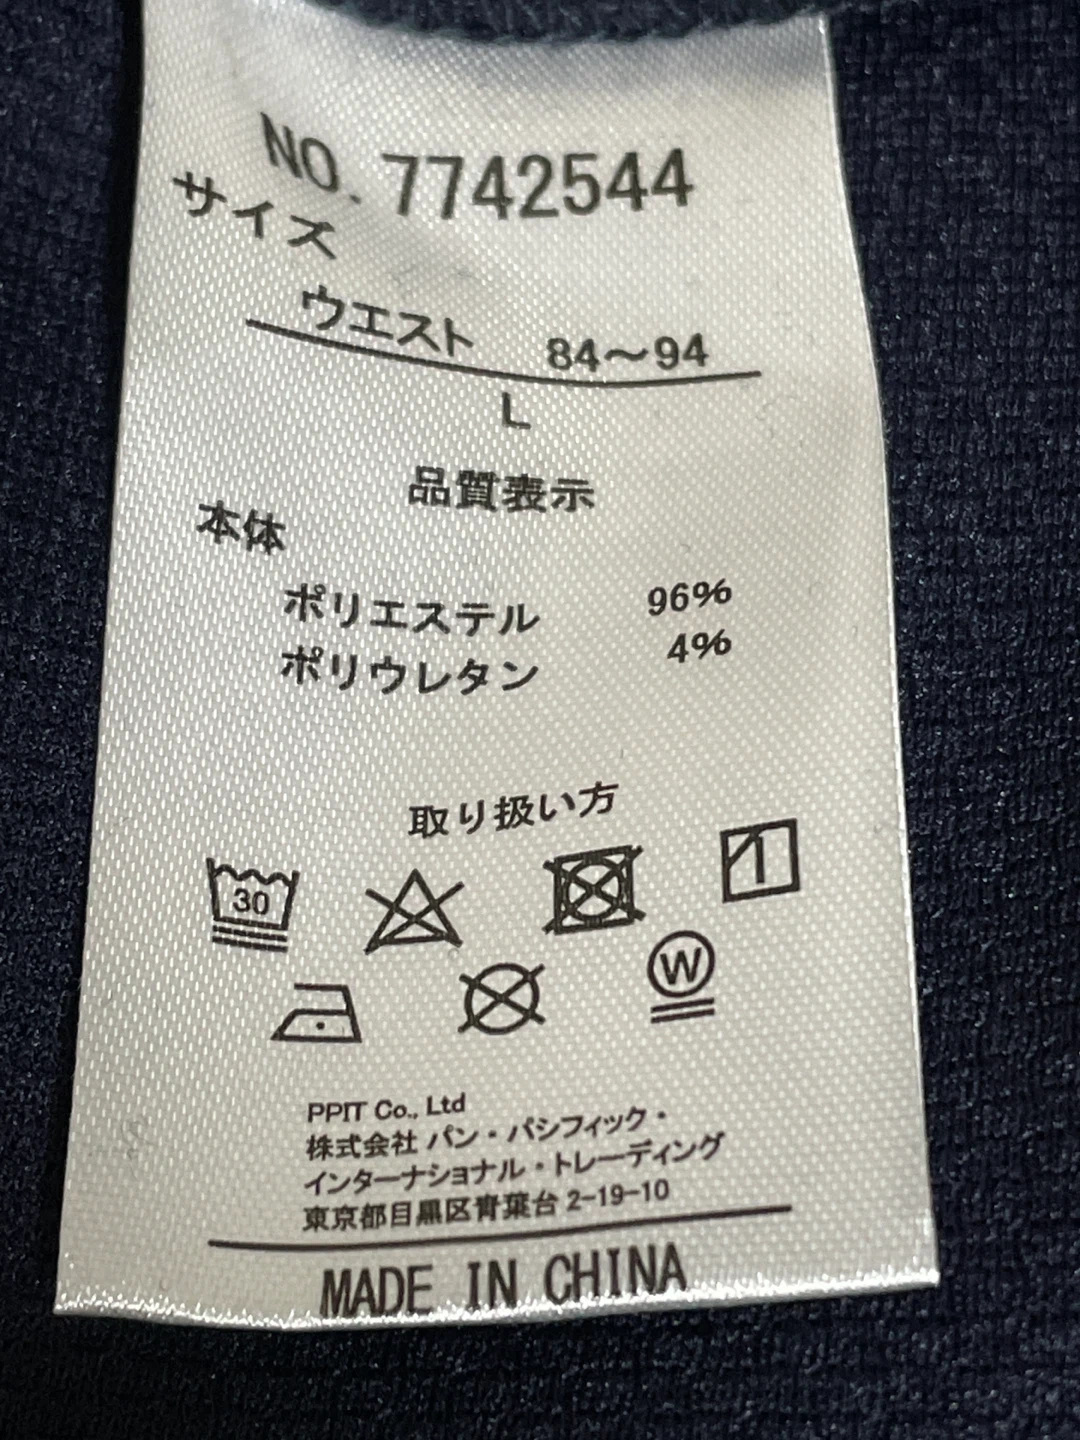 NO. 7742544
サイズ
ウエスト 84〜94
L
品質表示
本体
ポリエステル 96%
ポリウレタン 4%
取り扱い方
30
W
PPIT Co., Ltd
株式会社 パン・パシフィック・
インターナショナル・トレーディング
東京都目黒区青葉台 2-19-10
MADE IN CHINA